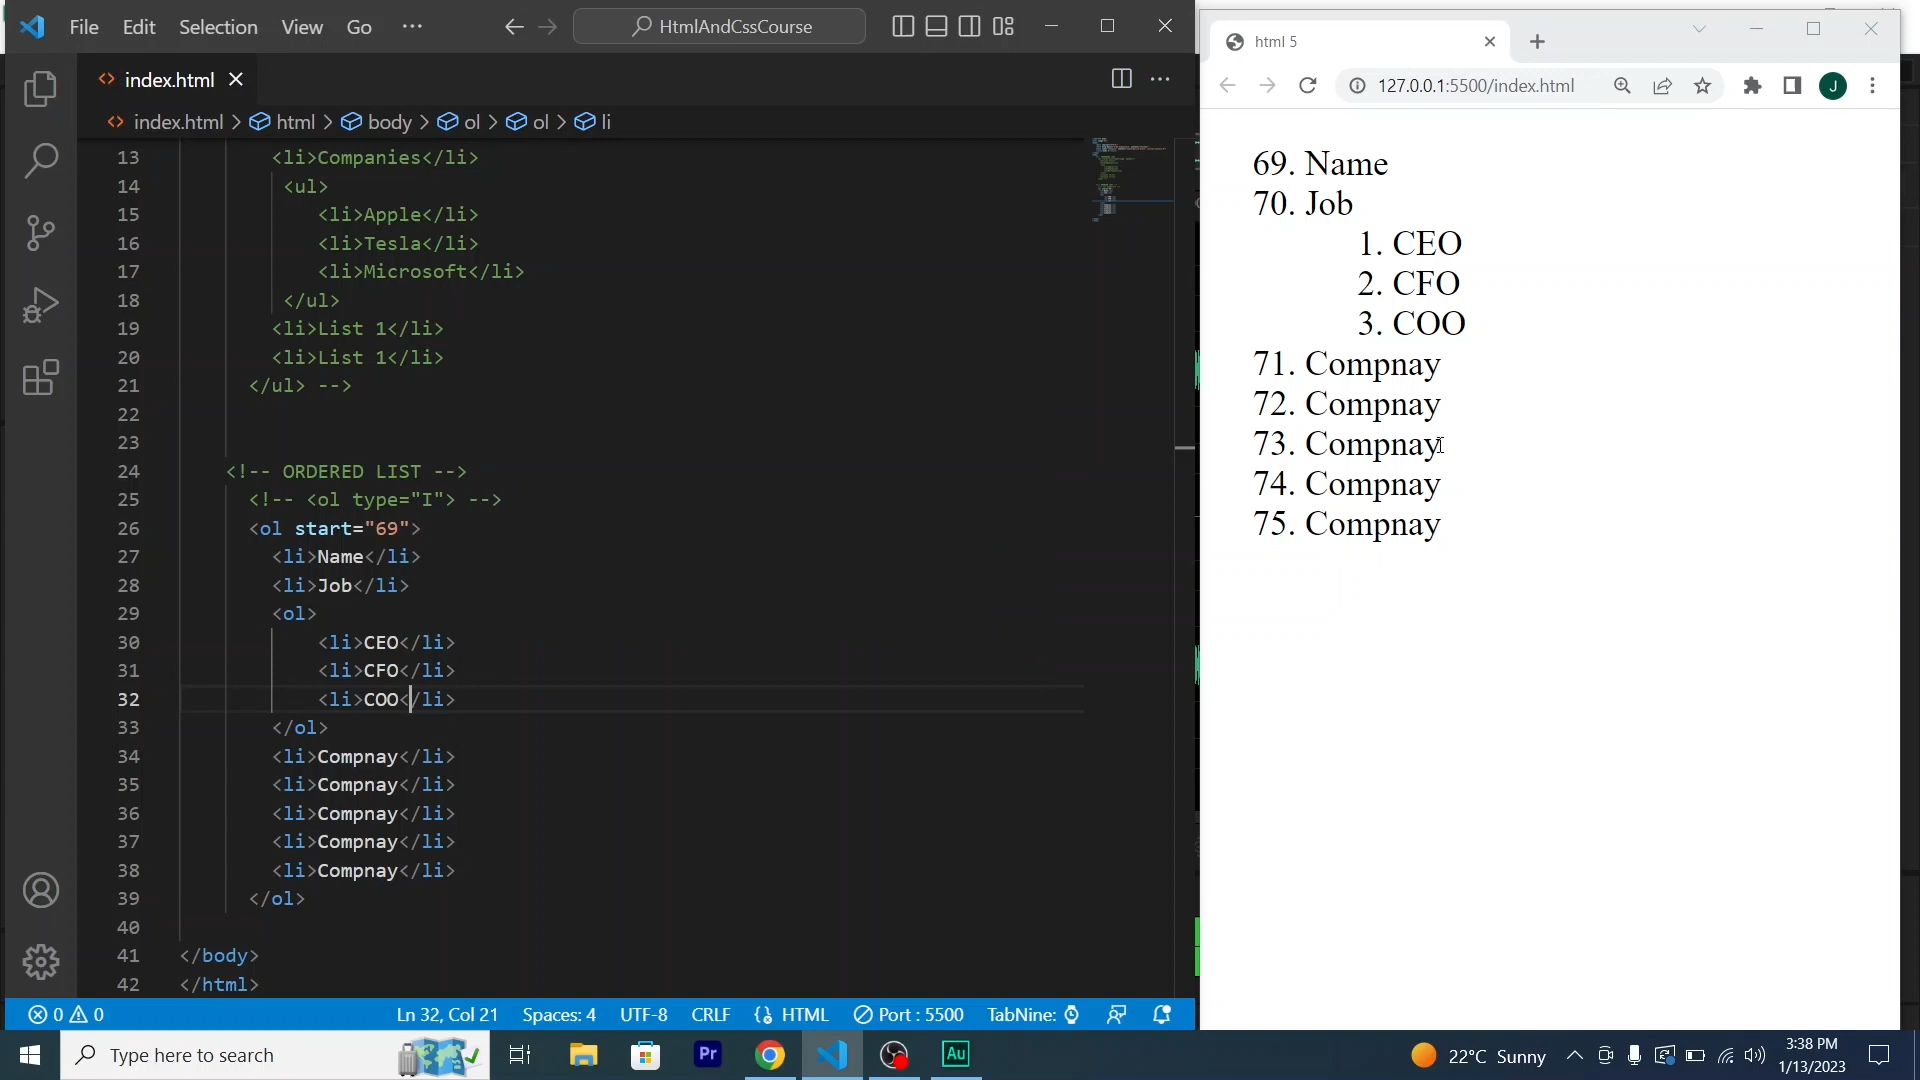 File Edit Selection View Go ··· HtmlAndCssCourse
index.html
index.html > html > body > ol > ol > li
13 <li>Companies</li>
14 <ul>
15 <li>Apple</li>
16 <li>Tesla</li>
17 <li>Microsoft</li>
18 </ul>
19 <li>List 1</li>
20 <li>List 1</li>
21 </ul> -->
22
23
24 <!-- ORDERED LIST -->
25 <!-- <ol type="I"> -->
26 <ol start="69">
27 <li>Name</li>
28 <li>Job</li>
29 <ol>
30 <li>CEO</li>
31 <li>CFO</li>
32 <li>COO</li>
33 </ol>
34 <li>Compnay</li>
35 <li>Compnay</li>
36 <li>Compnay</li>
37 <li>Compnay</li>
38 <li>Compnay</li>
39 </ol>
40
41 </body>
42 </html>
0 0 Ln 32, Col 21 Spaces: 4 UTF-8 CRLF HTML Port : 5500 TabNine:
html 5
127.0.0.1:5500/index.html J
69. Name
70. Job
1. CEO
2. CFO
3. COO
71. Compnay
72. Compnay
73. Compnay
74. Compnay
75. Compnay
Type here to search Pr Au 22°C Sunny 3:38 PM
1/13/2023